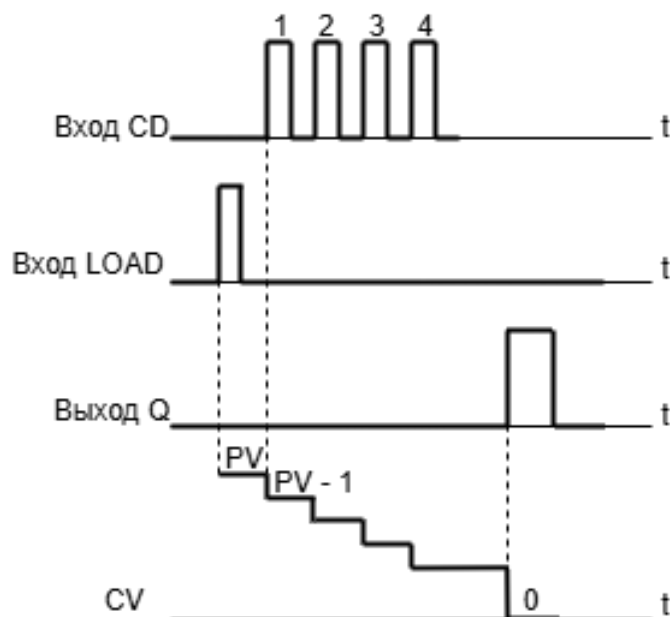 1 2 3 4
Вход CD t
Вход LOAD t
Выход Q t
PV
PV - 1
CV 0 t